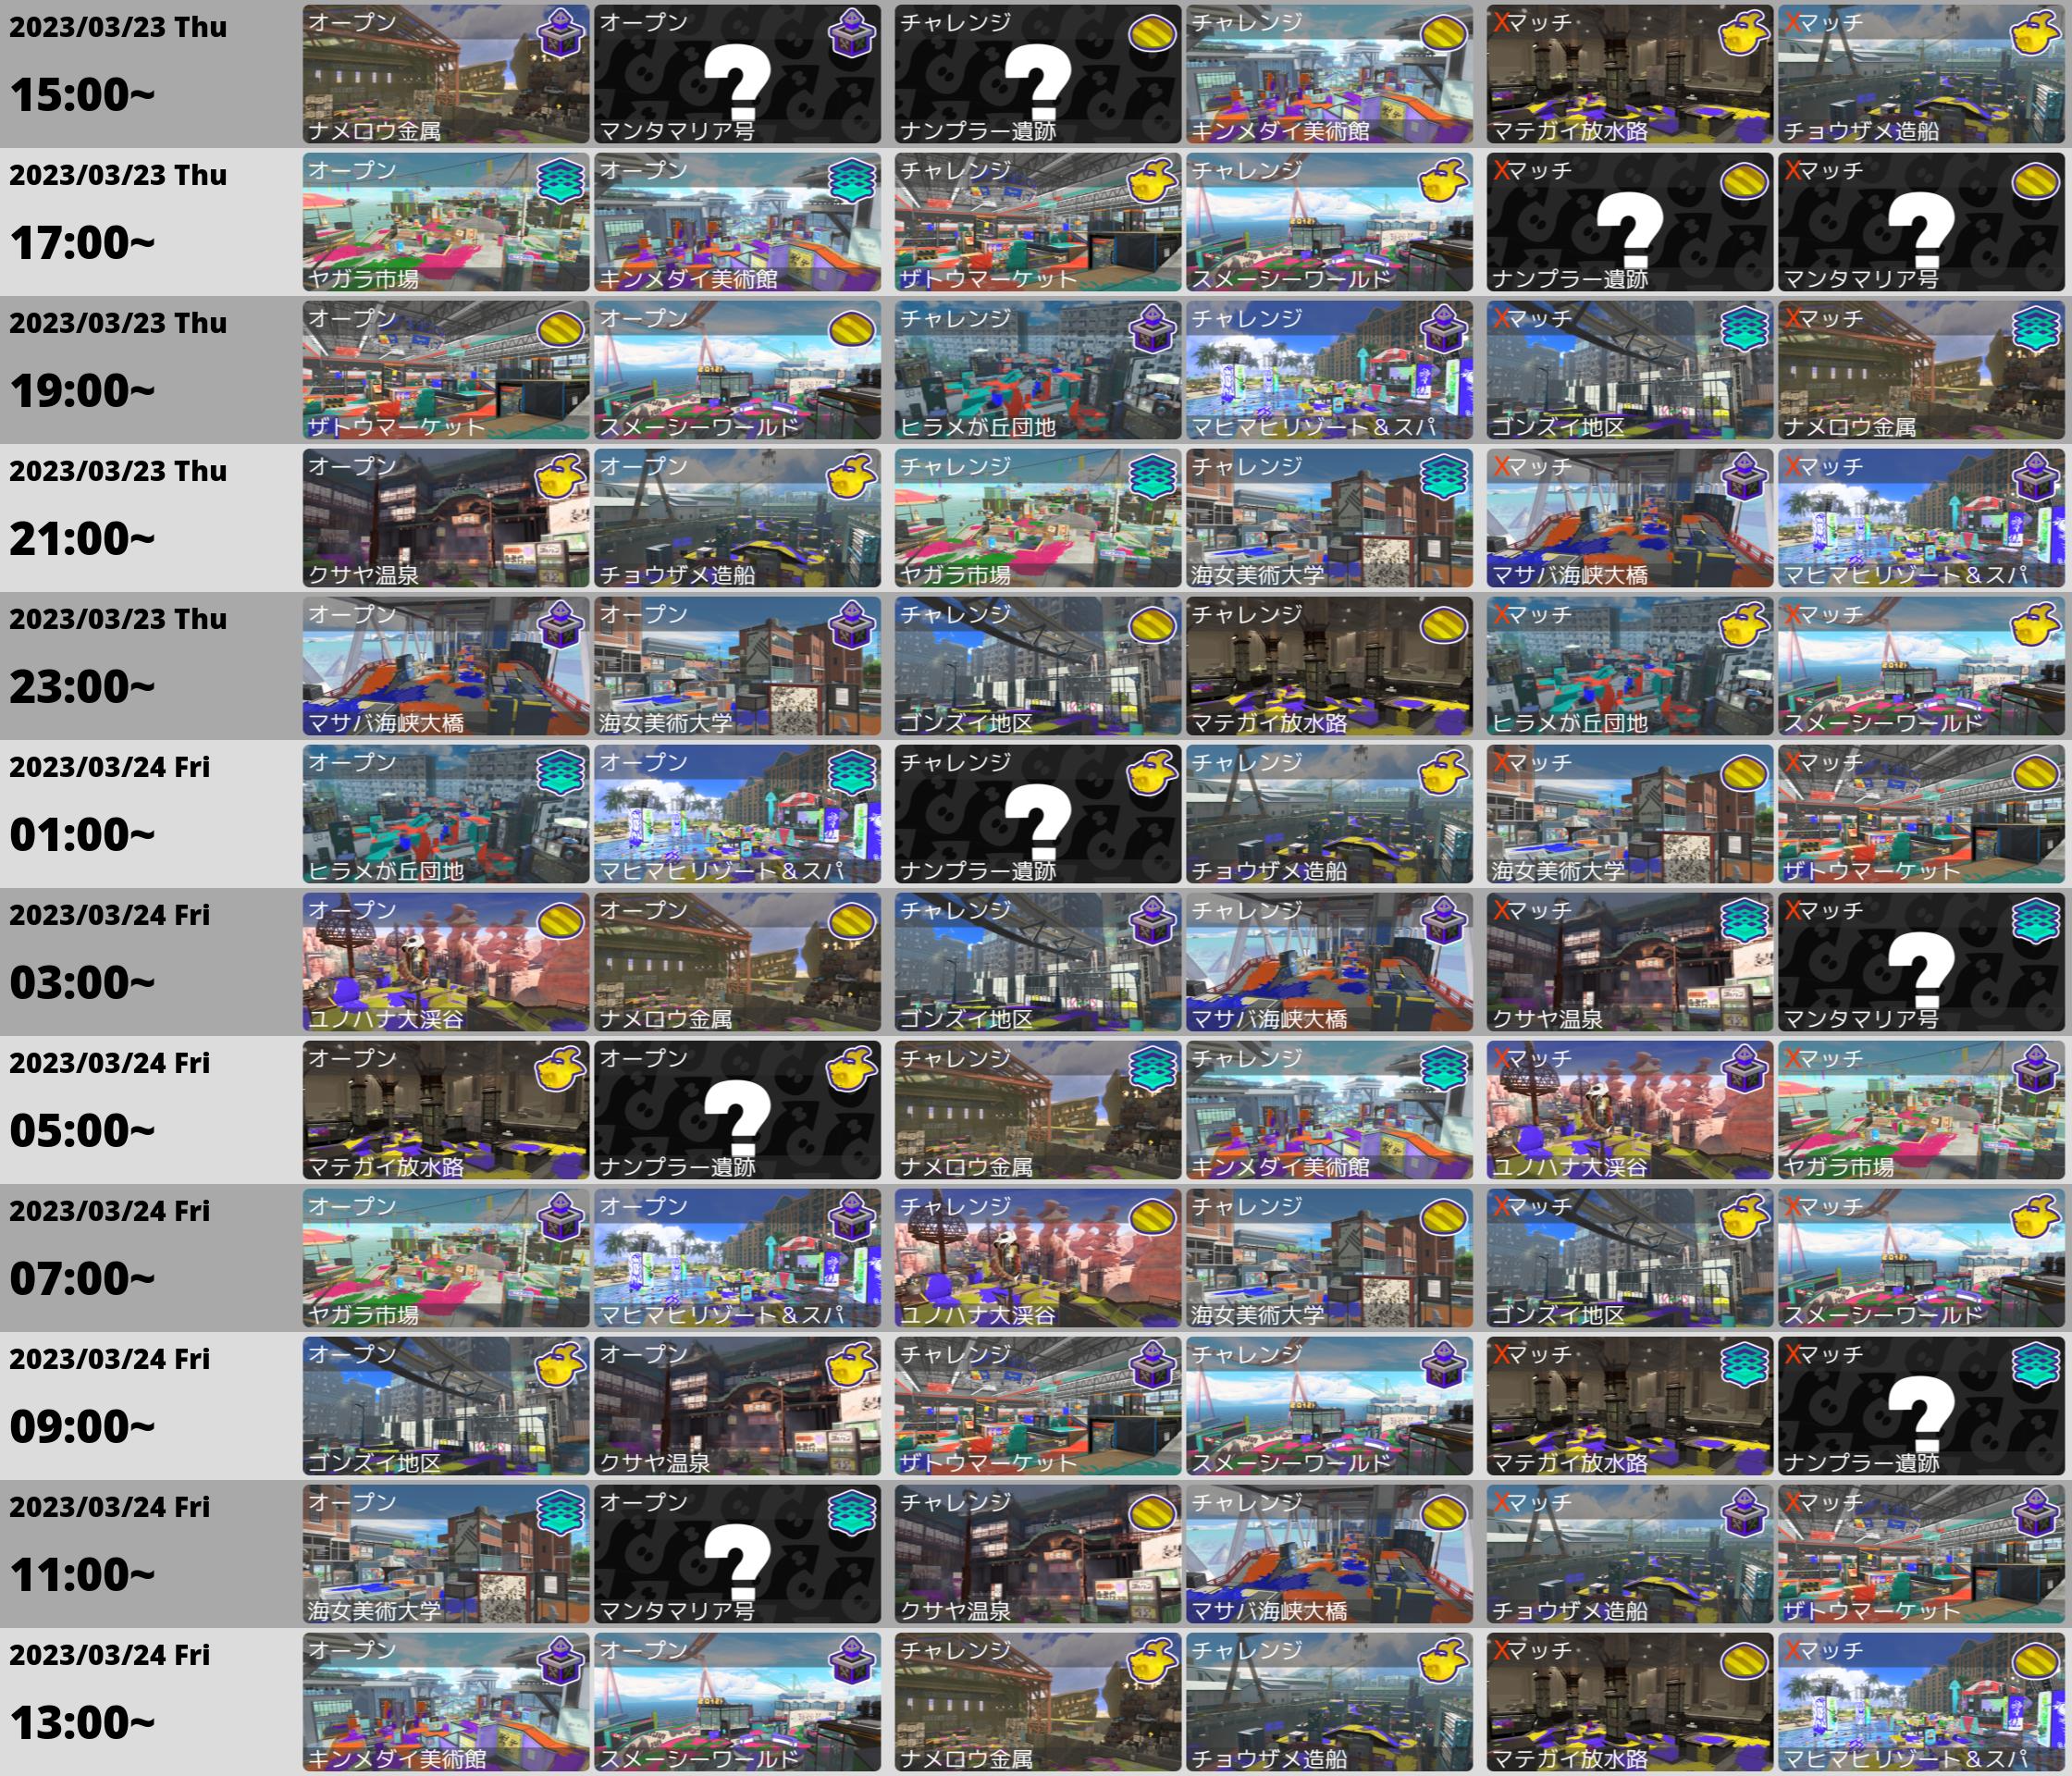 2023/03/23 Thu
15:00~
オープン オープン チャレンジ チャレンジ Xマッチ Xマッチ
ナメロウ金属 マンタマリア号 ナンプラー遺跡 キンメダイ美術館 マテガイ放水路 チョウザメ造船
2023/03/23 Thu
17:00~
オープン オープン チャレンジ チャレンジ Xマッチ Xマッチ
ヤガラ市場 キンメダイ美術館 ザトウマーケット スメーシーワールド ナンプラー遺跡 マンタマリア号
2023/03/23 Thu
19:00~
オープン オープン チャレンジ チャレンジ Xマッチ Xマッチ
ザトウマーケット スメーシーワールド ヒラメが丘団地 マヒマヒリゾート&スパ ゴンズイ地区 ナメロウ金属
2023/03/23 Thu
21:00~
オープン オープン チャレンジ チャレンジ Xマッチ Xマッチ
クサヤ温泉 チョウザメ造船 ヤガラ市場 海女美術大学 マサバ海峡大橋 マヒマヒリゾート&スパ
2023/03/23 Thu
23:00~
オープン オープン チャレンジ チャレンジ Xマッチ Xマッチ
マサバ海峡大橋 海女美術大学 ゴンズイ地区 マテガイ放水路 ヒラメが丘団地 スメーシーワールド
2023/03/24 Fri
01:00~
オープン オープン チャレンジ チャレンジ Xマッチ Xマッチ
ヒラメが丘団地 マヒマヒリゾート&スパ ナンプラー遺跡 チョウザメ造船 海女美術大学 ザトウマーケット
2023/03/24 Fri
03:00~
オープン オープン チャレンジ チャレンジ Xマッチ Xマッチ
ユノハナ大渓谷 ナメロウ金属 ゴンズイ地区 マサバ海峡大橋 クサヤ温泉 マンタマリア号
2023/03/24 Fri
05:00~
オープン オープン チャレンジ チャレンジ Xマッチ Xマッチ
マテガイ放水路 ナンプラー遺跡 ナメロウ金属 キンメダイ美術館 ユノハナ大渓谷 ヤガラ市場
2023/03/24 Fri
07:00~
オープン オープン チャレンジ チャレンジ Xマッチ Xマッチ
ヤガラ市場 マヒマヒリゾート&スパ ユノハナ大渓谷 海女美術大学 ゴンズイ地区 スメーシーワールド
2023/03/24 Fri
09:00~
オープン オープン チャレンジ チャレンジ Xマッチ Xマッチ
ゴンズイ地区 クサヤ温泉 ザトウマーケット スメーシーワールド マテガイ放水路 ナンプラー遺跡
2023/03/24 Fri
11:00~
オープン オープン チャレンジ チャレンジ Xマッチ Xマッチ
海女美術大学 マンタマリア号 クサヤ温泉 マサバ海峡大橋 チョウザメ造船 ザトウマーケット
2023/03/24 Fri
13:00~
オープン オープン チャレンジ チャレンジ Xマッチ Xマッチ
キンメダイ美術館 スメーシーワールド ナメロウ金属 チョウザメ造船 マテガイ放水路 マヒマヒリゾート&スパ